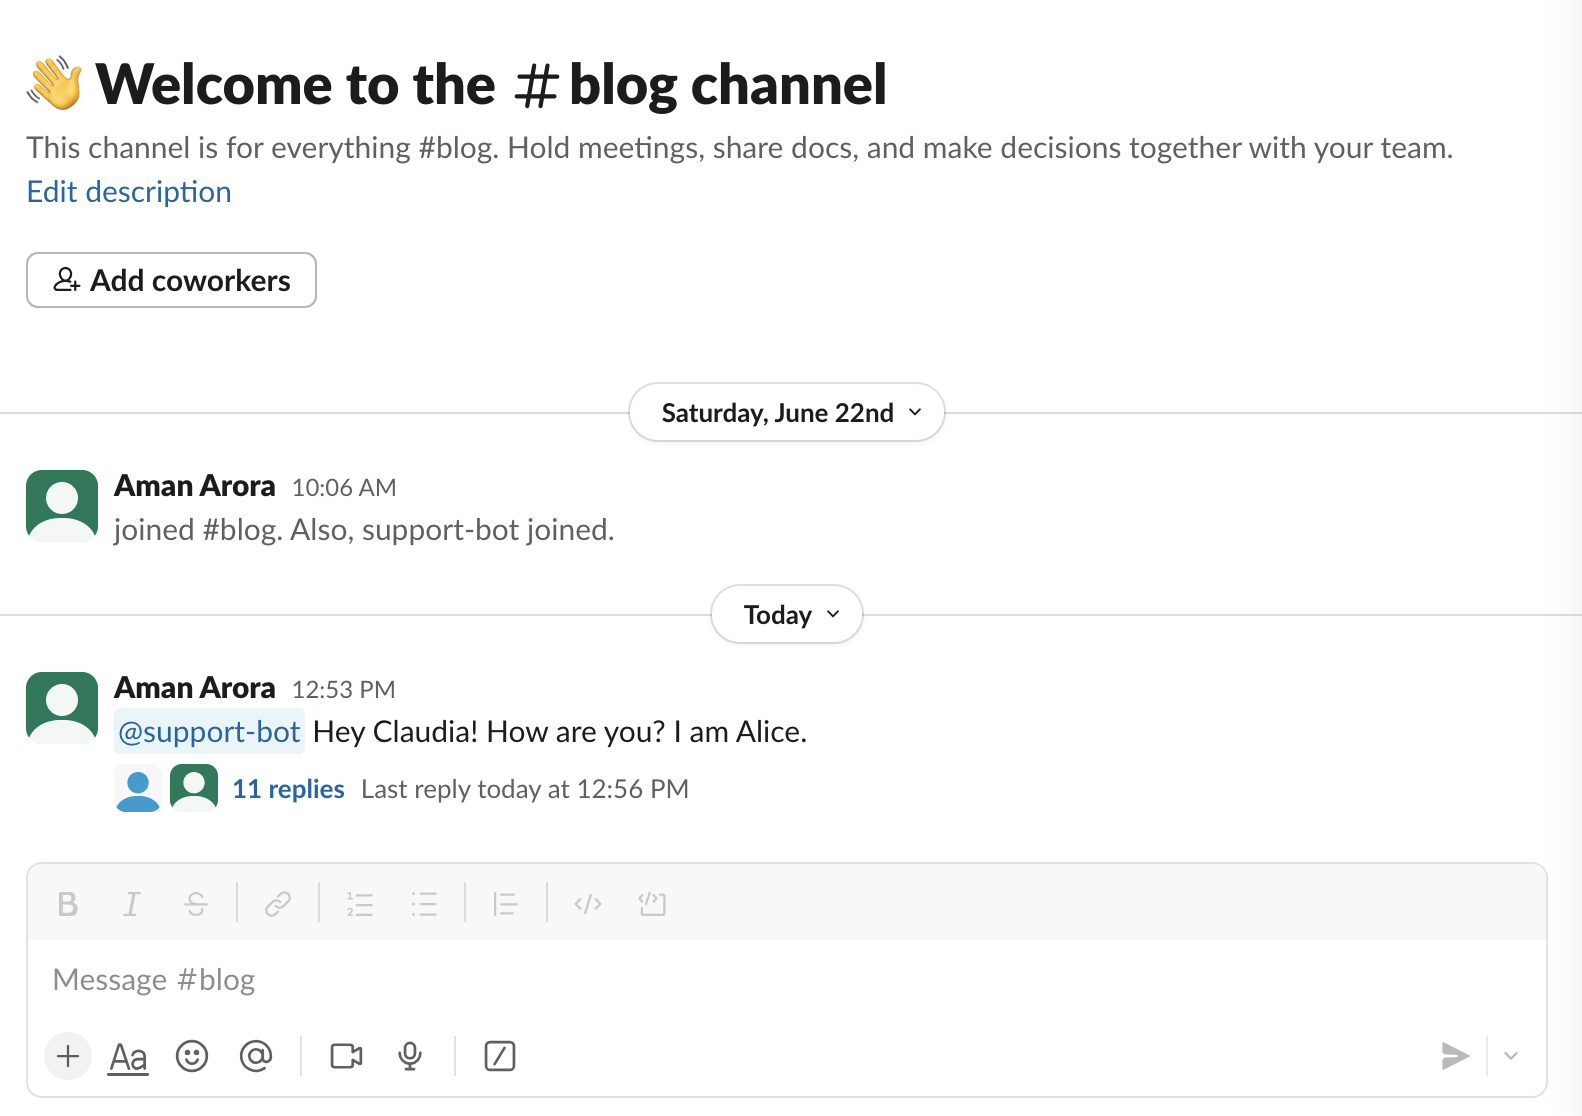 👋 Welcome to the # blog channel
This channel is for everything #blog. Hold meetings, share docs, and make decisions together with your team.
Edit description
Add coworkers
Saturday, June 22nd
Aman Arora 10:06 AM
joined #blog. Also, support-bot joined.
Today
Aman Arora 12:53 PM
@support-bot Hey Claudia! How are you? I am Alice.
11 replies Last reply today at 12:56 PM
B I S
Message #blog
Aa